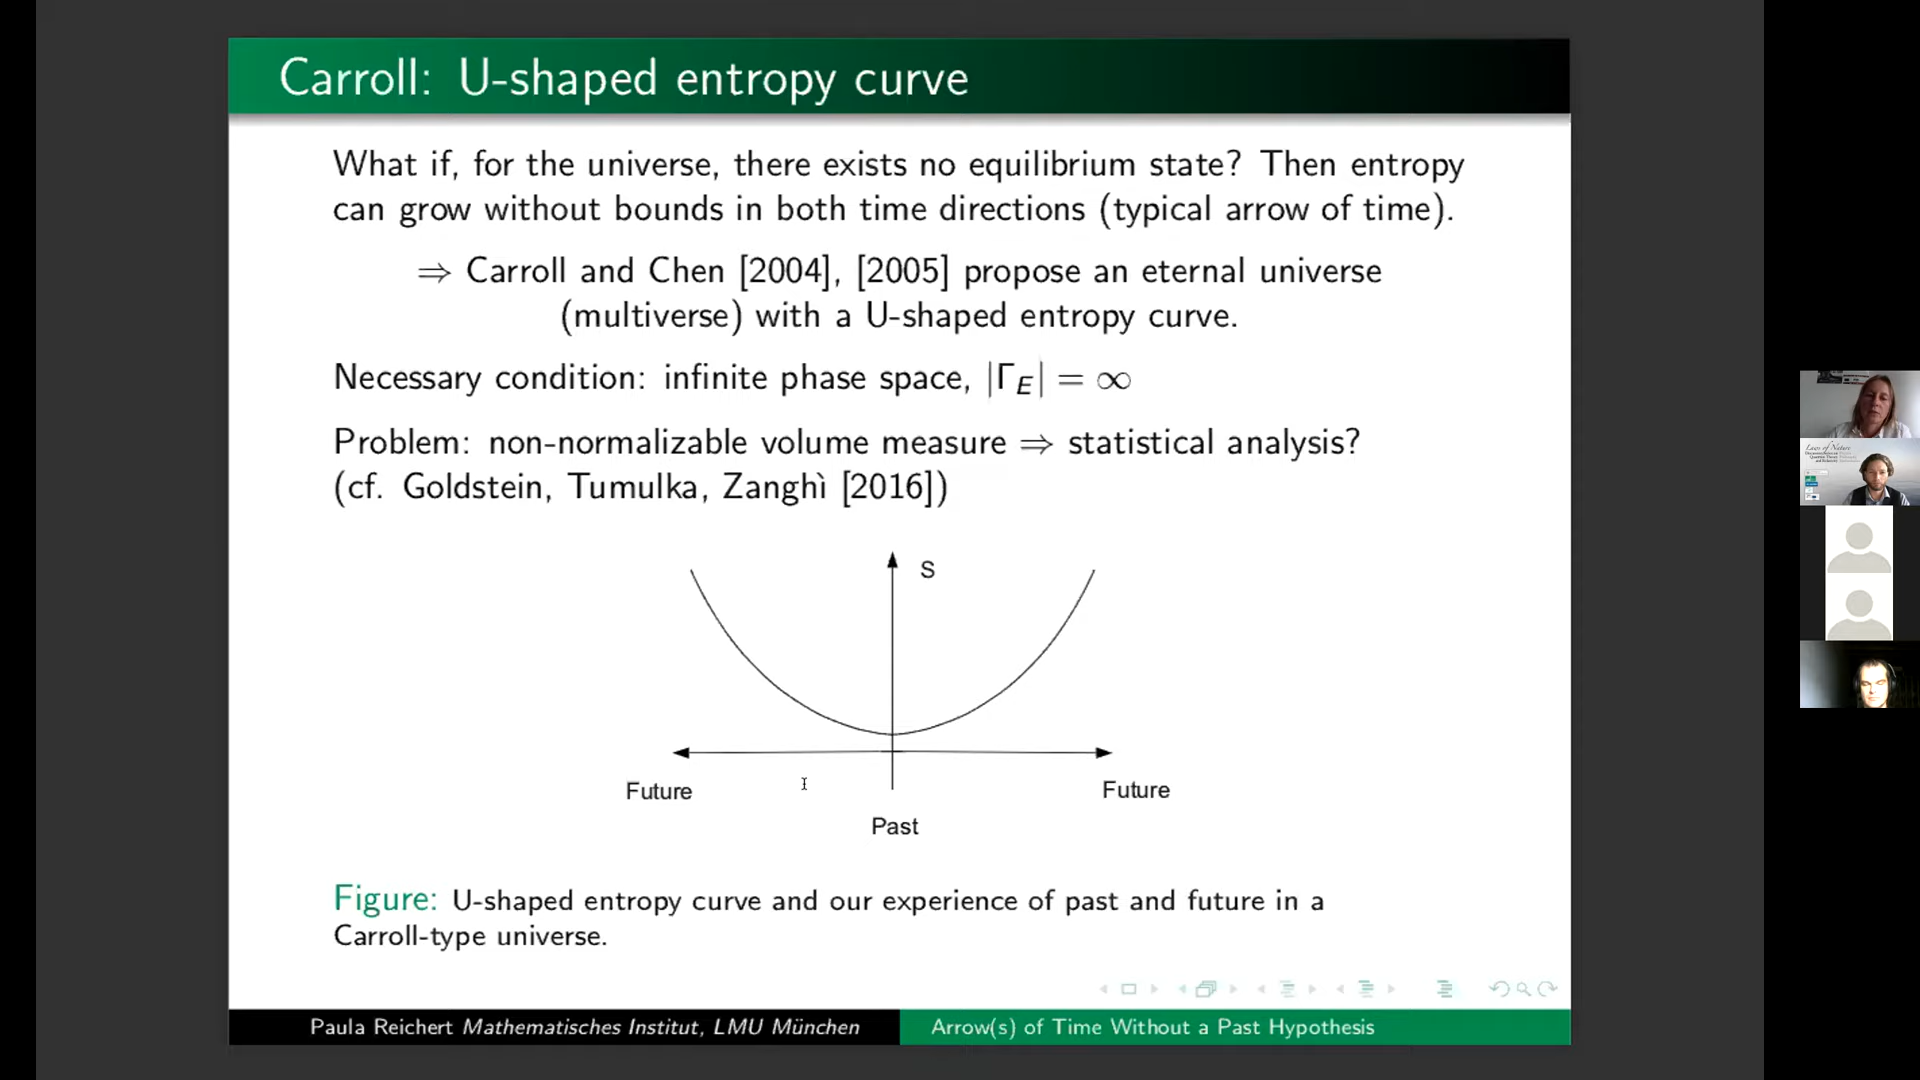 Carroll: U-shaped entropy curve
What if, for the universe, there exists no equilibrium state? Then entropy
can grow without bounds in both time directions (typical arrow of time).
⇒ Carroll and Chen [2004], [2005] propose an eternal universe
(multiverse) with a U-shaped entropy curve.
Necessary condition: infinite phase space, |Γ_E| = ∞
Problem: non-normalizable volume measure ⇒ statistical analysis?
(cf. Goldstein, Tumulka, Zanghì [2016])
S
Future
Future
Past
Figure: U-shaped entropy curve and our experience of past and future in a
Carroll-type universe.
Paula Reichert Mathematisches Institut, LMU München
Arrow(s) of Time Without a Past Hypothesis
Laws of Nature